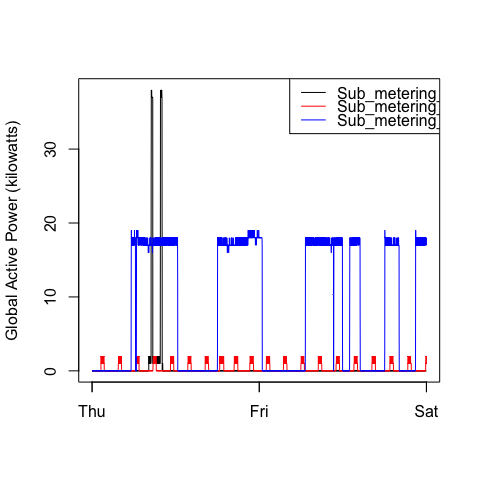 Sub_metering_
Sub_metering_
Sub_metering_
Global Active Power (kilowatts)
30
20
10
0
Thu Fri Sat